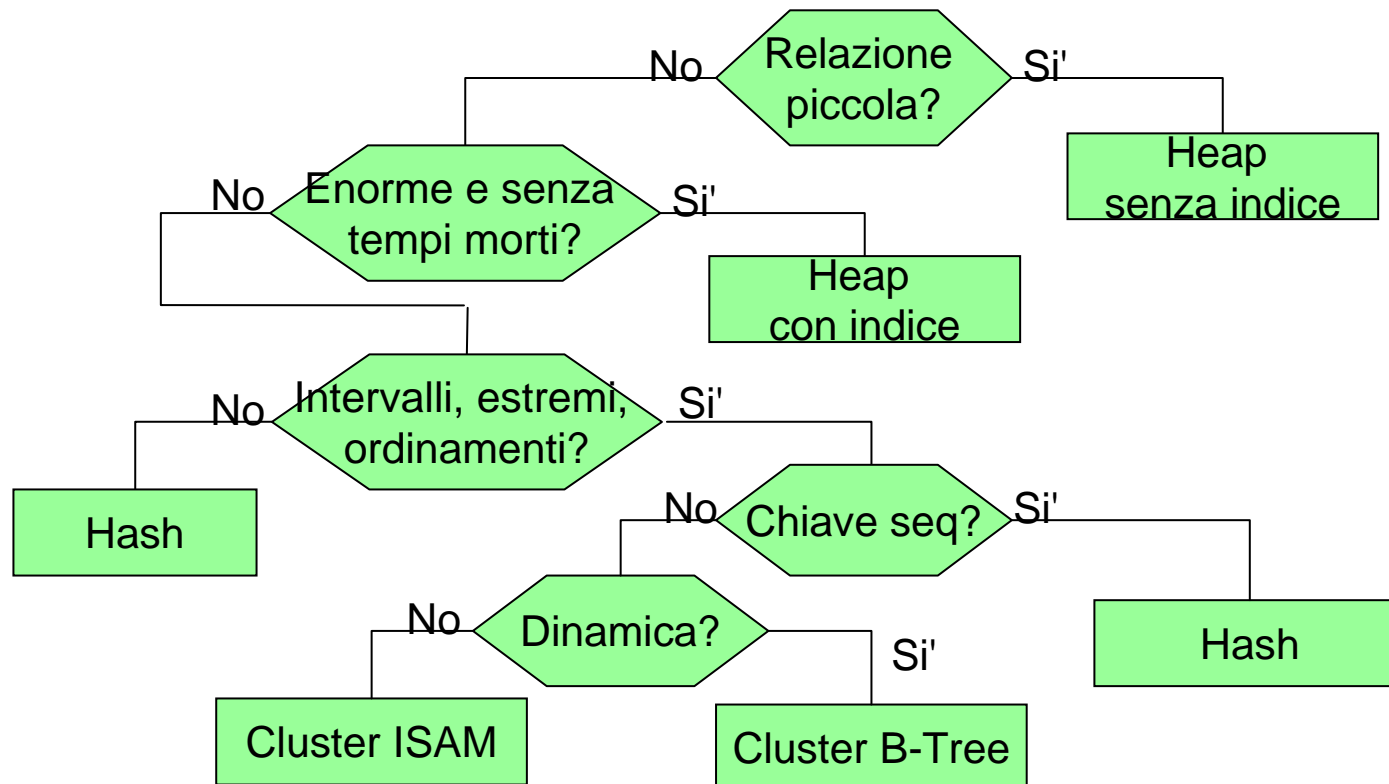 Relazione
piccola?
No
Si'
Heap
senza indice
No
Enorme e senza
tempi morti?
Si'
Heap
con indice
No
Intervalli, estremi,
ordinamenti?
Si'
Hash
No
Chiave seq?
Si'
No
Dinamica?
Si'
Hash
Cluster ISAM
Cluster B-Tree